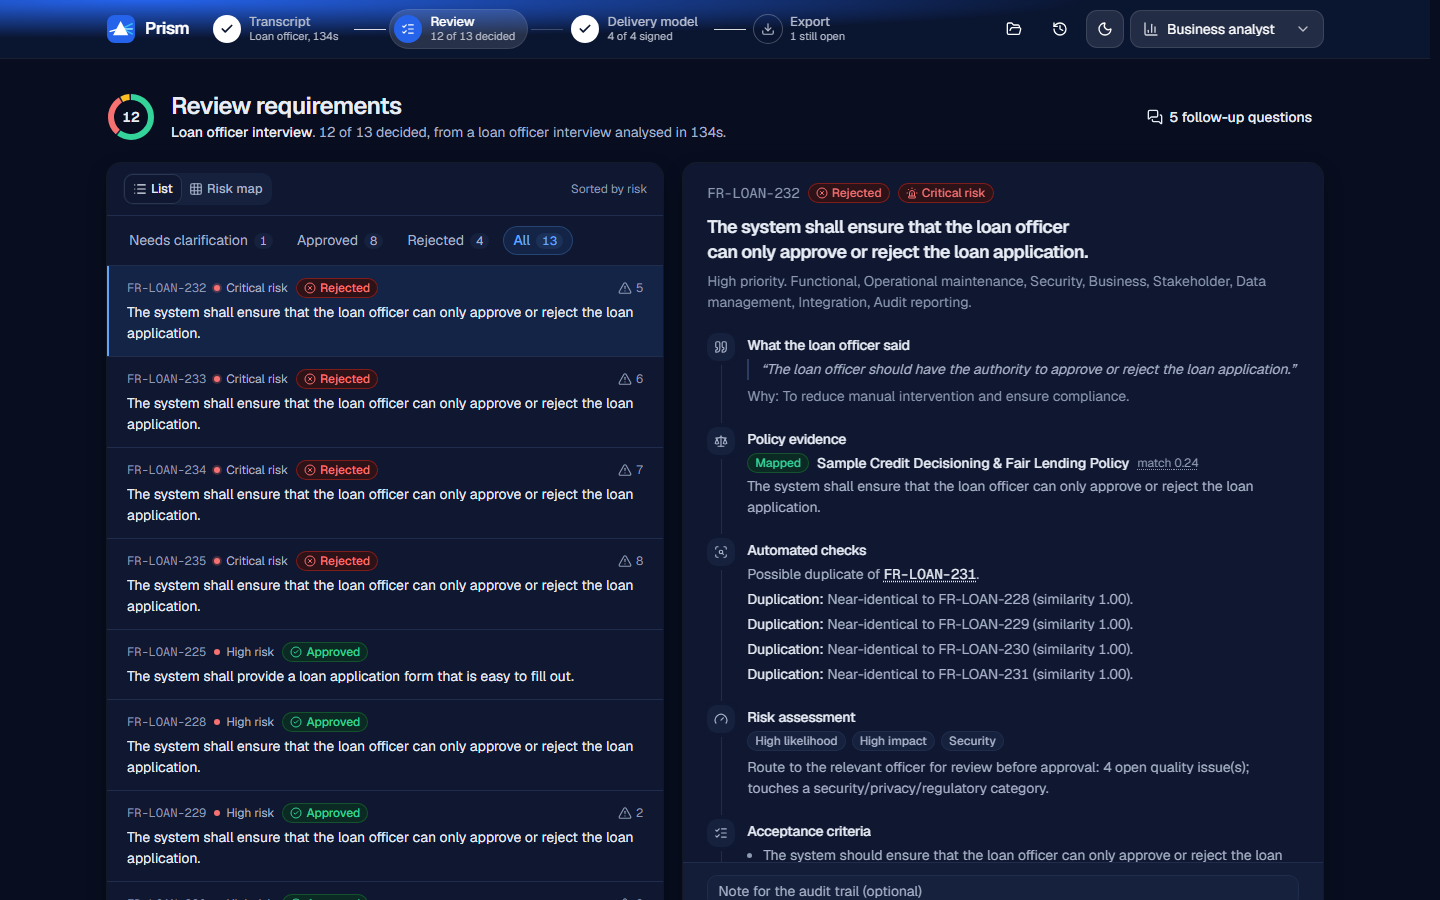 Prism
Transcript
Loan officer, 134s
Review
12 of 13 decided
Delivery model
4 of 4 signed
Export
1 still open
Business analyst
12
Review requirements
Loan officer interview. 12 of 13 decided, from a loan officer interview analysed in 134s.
5 follow-up questions
List
Risk map
Sorted by risk
Needs clarification 1
Approved 8
Rejected 4
All 13
FR-LOAN-232 Critical risk Rejected 5
The system shall ensure that the loan officer can only approve or reject the loan
application.
FR-LOAN-233 Critical risk Rejected 6
The system shall ensure that the loan officer can only approve or reject the loan
application.
FR-LOAN-234 Critical risk Rejected 7
The system shall ensure that the loan officer can only approve or reject the loan
application.
FR-LOAN-235 Critical risk Rejected 8
The system shall ensure that the loan officer can only approve or reject the loan
application.
FR-LOAN-225 High risk Approved
The system shall provide a loan application form that is easy to fill out.
FR-LOAN-228 High risk Approved
The system shall ensure that the loan officer can only approve or reject the loan
application.
FR-LOAN-229 High risk Approved 2
The system shall ensure that the loan officer can only approve or reject the loan
application.
FR-LOAN-232 Rejected Critical risk
The system shall ensure that the loan officer
can only approve or reject the loan application.
High priority. Functional, Operational maintenance, Security, Business, Stakeholder, Data
management, Integration, Audit reporting.
What the loan officer said
“The loan officer should have the authority to approve or reject the loan application.”
Why: To reduce manual intervention and ensure compliance.
Policy evidence
Mapped Sample Credit Decisioning & Fair Lending Policy match 0.24
The system shall ensure that the loan officer can only approve or reject the loan
application.
Automated checks
Possible duplicate of FR-LOAN-231.
Duplication: Near-identical to FR-LOAN-228 (similarity 1.00).
Duplication: Near-identical to FR-LOAN-229 (similarity 1.00).
Duplication: Near-identical to FR-LOAN-230 (similarity 1.00).
Duplication: Near-identical to FR-LOAN-231 (similarity 1.00).
Risk assessment
High likelihood High impact Security
Route to the relevant officer for review before approval: 4 open quality issue(s);
touches a security/privacy/regulatory category.
Acceptance criteria
The system should ensure that the loan officer can only approve or reject the loan
Note for the audit trail (optional)